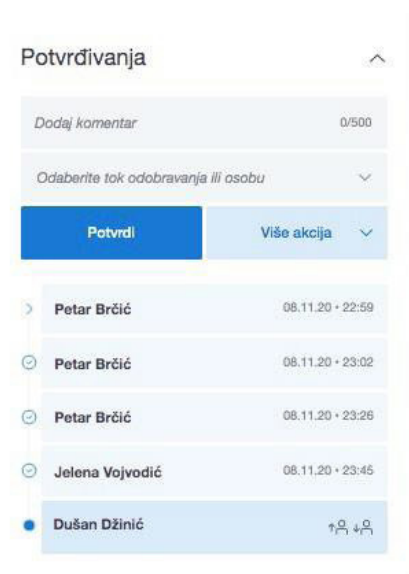 Potvrđivanja
Dodaj komentar 0/500
Odaberite tok odobravanja ili osobu
Potvrdi Više akcija
Petar Brčić 08.11.20 • 22:59
Petar Brčić 08.11.20 • 23:02
Petar Brčić 08.11.20 • 23:26
Jelena Vojvodić 08.11.20 • 23:45
Dušan Džinić